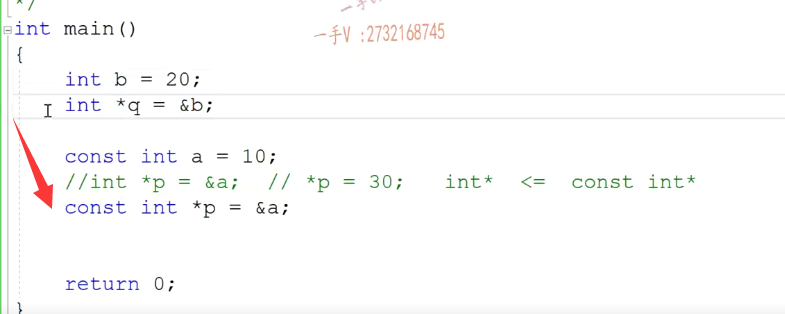 */
int main()
一手V :2732168745
{
int b = 20;
int *q = &b;
const int a = 10;
//int *p = &a;  // *p = 30;   int*  <=  const int*
const int *p = &a;
return 0;
}